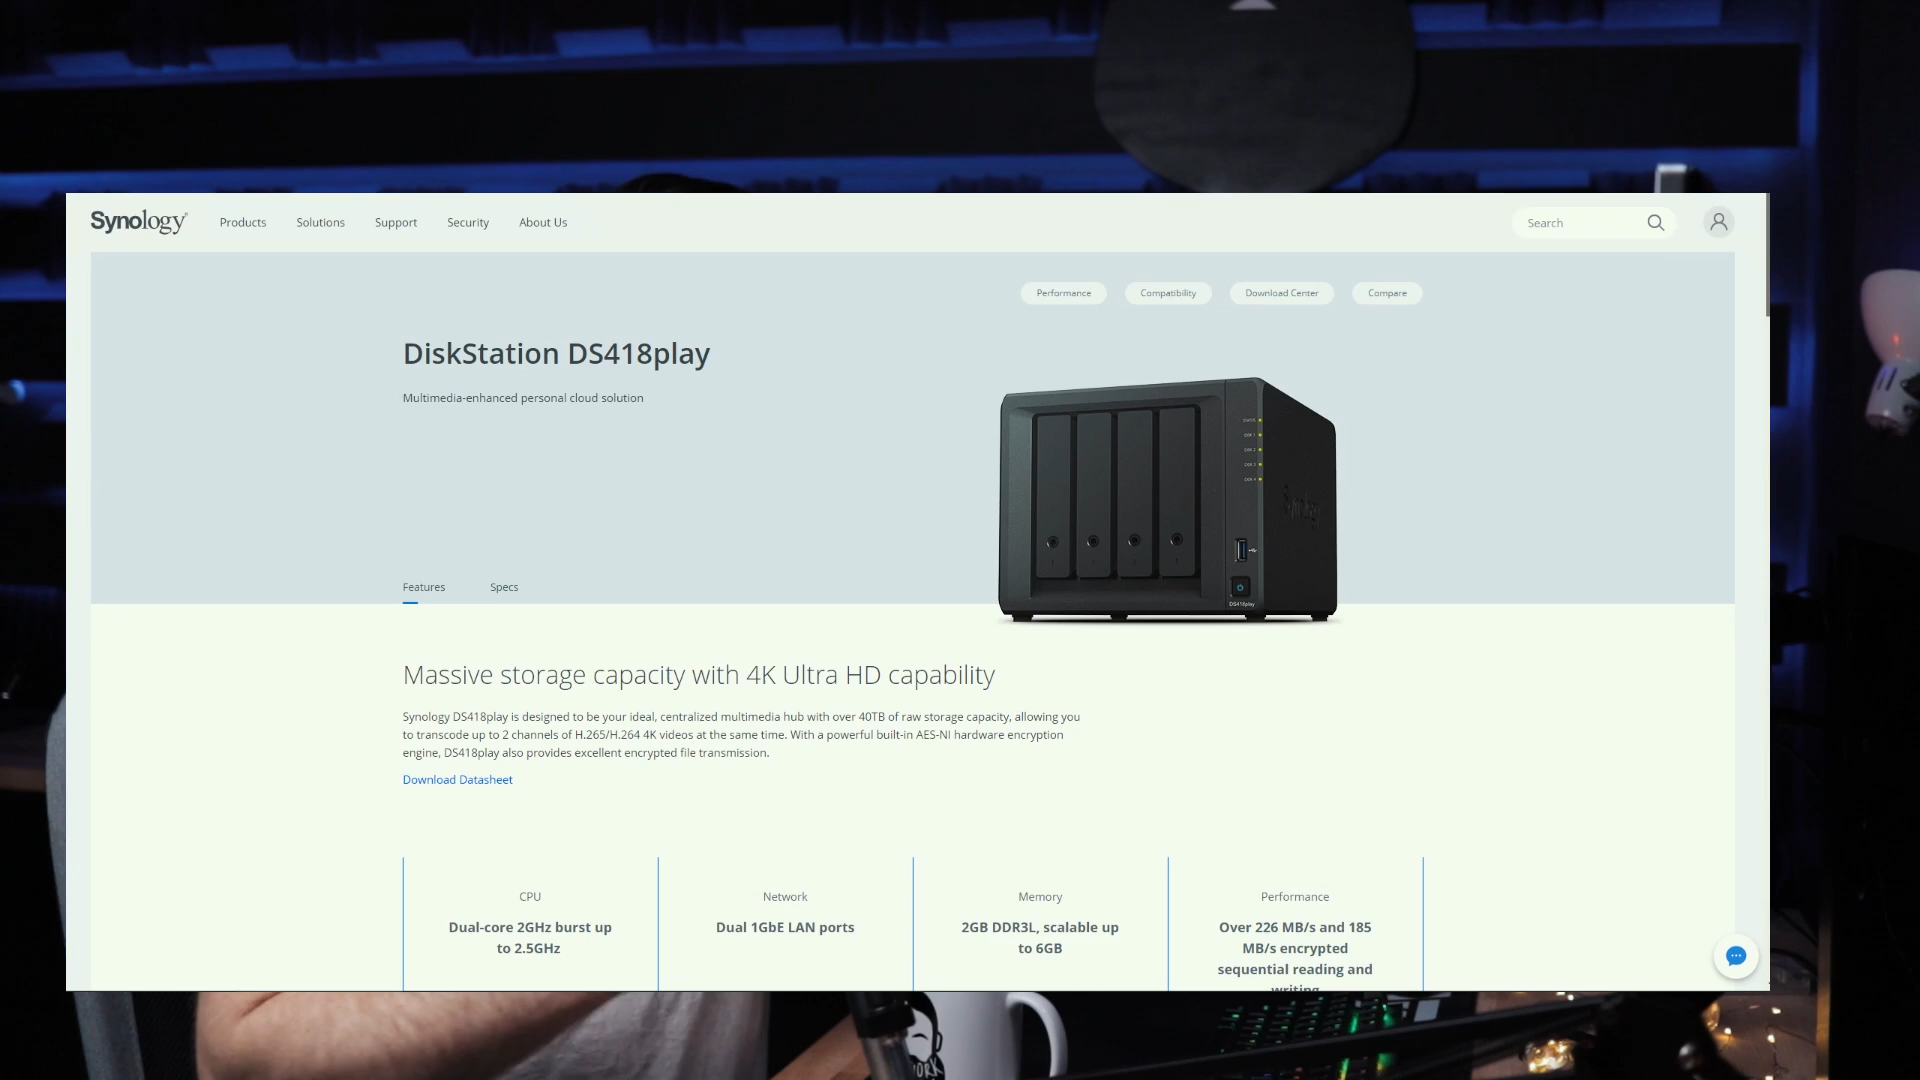 Synology
Products
Solutions
Support
Security
About Us
Search
Performance
Compatibility
Download Center
Compare
DiskStation DS418play
Multimedia-enhanced personal cloud solution
DS418play
Features
Specs
Massive storage capacity with 4K Ultra HD capability
Synology DS418play is designed to be your ideal, centralized multimedia hub with over 40TB of raw storage capacity, allowing you
to transcode up to 2 channels of H.265/H.264 4K videos at the same time. With a powerful built-in AES-NI hardware encryption
engine, DS418play also provides excellent encrypted file transmission.
Download Datasheet
CPU
Dual-core 2GHz burst up
to 2.5GHz
Network
Dual 1GbE LAN ports
Memory
2GB DDR3L, scalable up
to 6GB
Performance
Over 226 MB/s and 185
MB/s encrypted
sequential reading and
writing